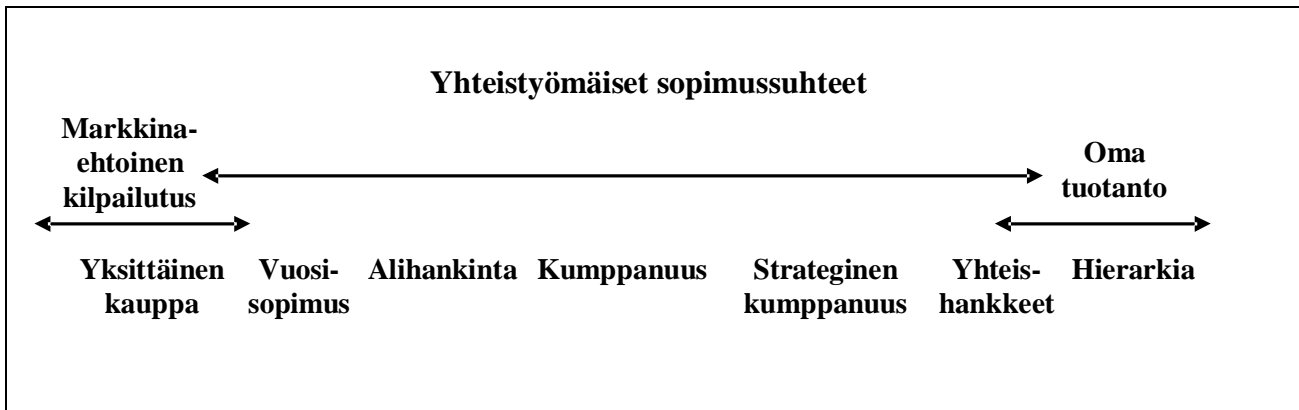 Yhteistyömäiset sopimussuhteet
Markkina-
ehtoinen
kilpailutus
Oma
tuotanto
Yksittäinen
kauppa
Vuosi-
sopimus
Alihankinta
Kumppanuus
Strateginen
kumppanuus
Yhteis-
hankkeet
Hierarkia